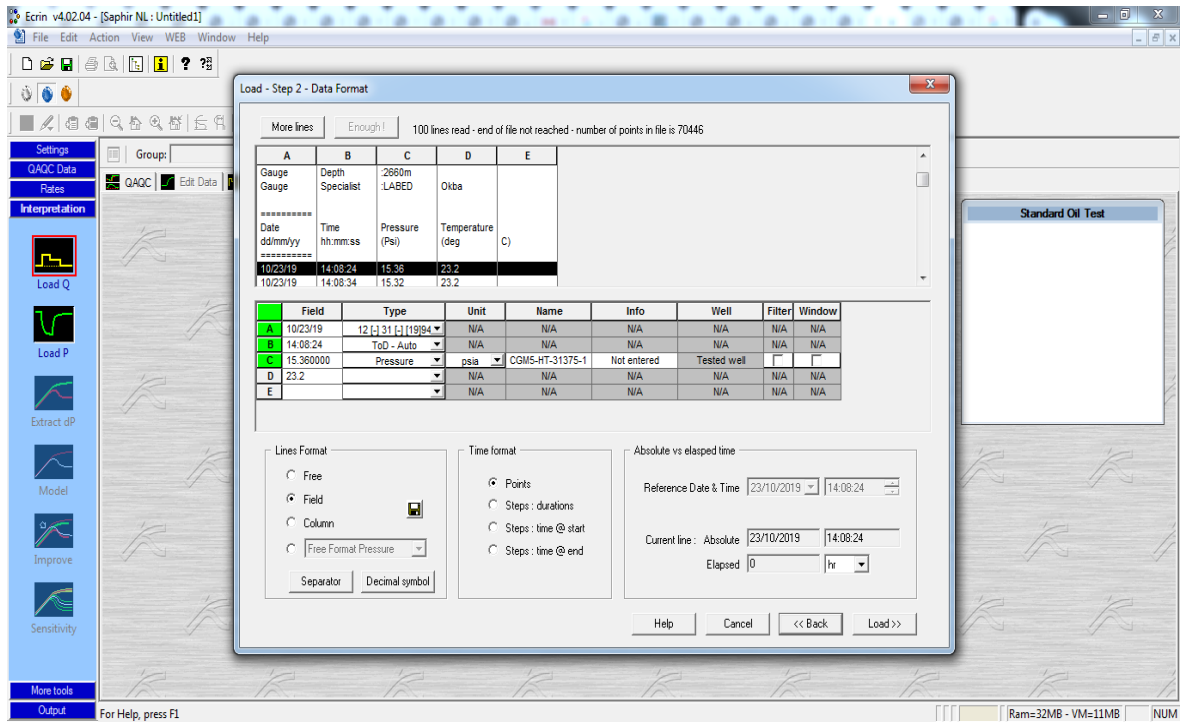 Ecrin v4.02.04 - [Saphir NL : Untitled1]
File Edit Action View WEB Window Help
Load - Step 2 - Data Format
More lines Enough! 100 lines read - end of file not reached - number of points in file is 70446
Settings
QAQC Data
Rates
Interpretation
Load Q
Load P
Extract dP
Model
Improve
Sensitivity
More tools
Output
Group:
QAQC Edit Data
A B C D E
Gauge Depth :2660m
Gauge Specialist :LABED Okba
==========
Date Time Pressure Temperature
dd/mm/yy hh:mm:ss (Psi) (deg C)
==========
10/23/19 14:08:24 15.36 23.2
10/23/19 14:08:34 15.32 23.2
Field Type Unit Name Info Well Filter Window
A 10/23/19 12 [-] 31 [-] [19]94 N/A N/A N/A N/A N/A N/A
B 14:08:24 ToD - Auto N/A N/A N/A N/A N/A N/A
C 15.360000 Pressure psia CGM5-HT-31375-1 Not entered Tested well
D 23.2 N/A N/A N/A N/A N/A N/A
E N/A N/A N/A N/A N/A N/A
Lines Format
Free
Field
Column
Free Format Pressure
Separator Decimal symbol
Time format
Points
Steps : durations
Steps : time @ start
Steps : time @ end
Absolute vs elasped time
Reference Date & Time 23/10/2019 14:08:24
Current line : Absolute 23/10/2019 14:08:24
Elapsed 0 hr
Help Cancel << Back Load >>
Standard Oil Test
For Help, press F1
Ram=32MB - VM=11MB NUM